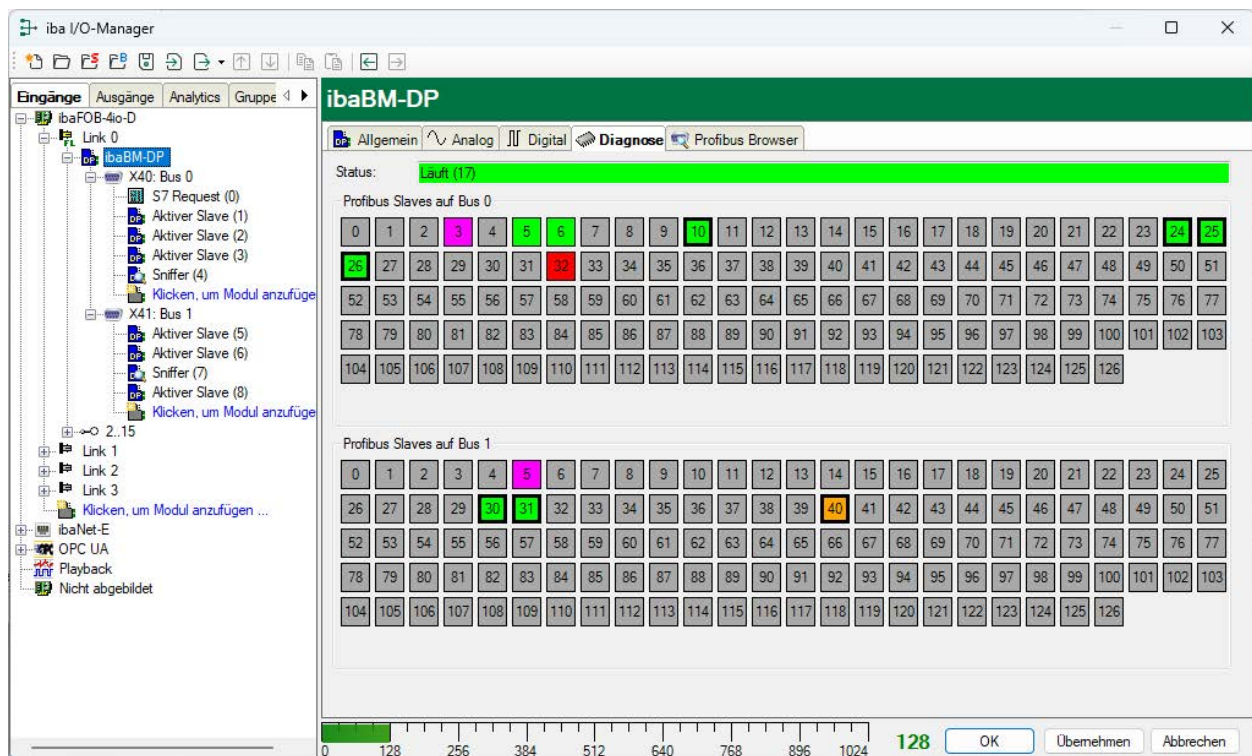 iba I/O-Manager
Eingänge Ausgänge Analytics Gruppe
ibaFOB-4io-D
Link 0
ibaBM-DP
X40: Bus 0
S7 Request (0)
Aktiver Slave (1)
Aktiver Slave (2)
Aktiver Slave (3)
Sniffer (4)
Klicken, um Modul anzufüge
X41: Bus 1
Aktiver Slave (5)
Aktiver Slave (6)
Sniffer (7)
Aktiver Slave (8)
Klicken, um Modul anzufüge
2..15
Link 1
Link 2
Link 3
Klicken, um Modul anzufügen ...
ibaNet-E
OPC UA
Playback
Nicht abgebildet
ibaBM-DP
Allgemein Analog Digital Diagnose Profibus Browser
Status: Läuft (17)
Profibus Slaves auf Bus 0
0 1 2 3 4 5 6 7 8 9 10 11 12 13 14 15 16 17 18 19 20 21 22 23 24 25
26 27 28 29 30 31 32 33 34 35 36 37 38 39 40 41 42 43 44 45 46 47 48 49 50 51
52 53 54 55 56 57 58 59 60 61 62 63 64 65 66 67 68 69 70 71 72 73 74 75 76 77
78 79 80 81 82 83 84 85 86 87 88 89 90 91 92 93 94 95 96 97 98 99 100 101 102 103
104 105 106 107 108 109 110 111 112 113 114 115 116 117 118 119 120 121 122 123 124 125 126
Profibus Slaves auf Bus 1
0 1 2 3 4 5 6 7 8 9 10 11 12 13 14 15 16 17 18 19 20 21 22 23 24 25
26 27 28 29 30 31 32 33 34 35 36 37 38 39 40 41 42 43 44 45 46 47 48 49 50 51
52 53 54 55 56 57 58 59 60 61 62 63 64 65 66 67 68 69 70 71 72 73 74 75 76 77
78 79 80 81 82 83 84 85 86 87 88 89 90 91 92 93 94 95 96 97 98 99 100 101 102 103
104 105 106 107 108 109 110 111 112 113 114 115 116 117 118 119 120 121 122 123 124 125 126
0 128 256 384 512 640 768 896 1024 128 OK Übernehmen Abbrechen